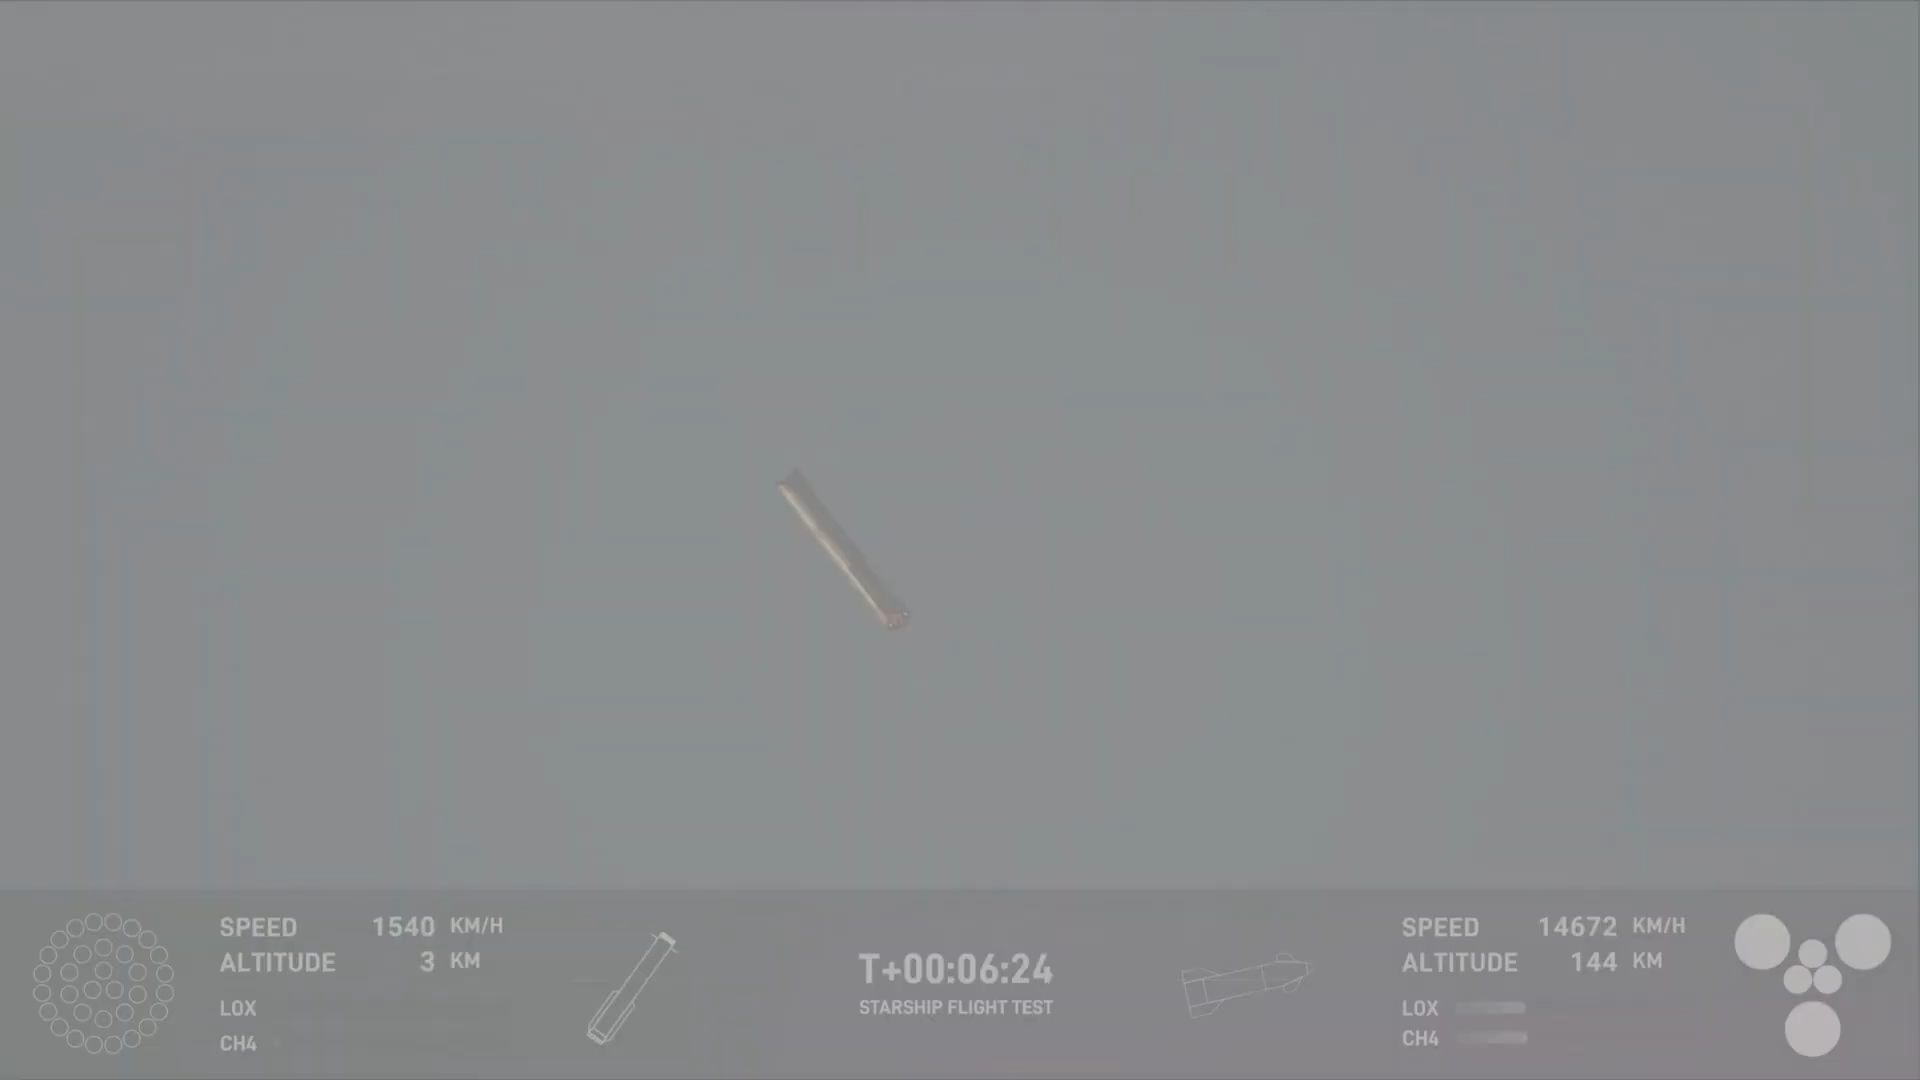 SPEED 1540 KM/H
ALTITUDE 3 KM
LOX
CH4
T+00:06:24
STARSHIP FLIGHT TEST
SPEED 14672 KM/H
ALTITUDE 144 KM
LOX
CH4